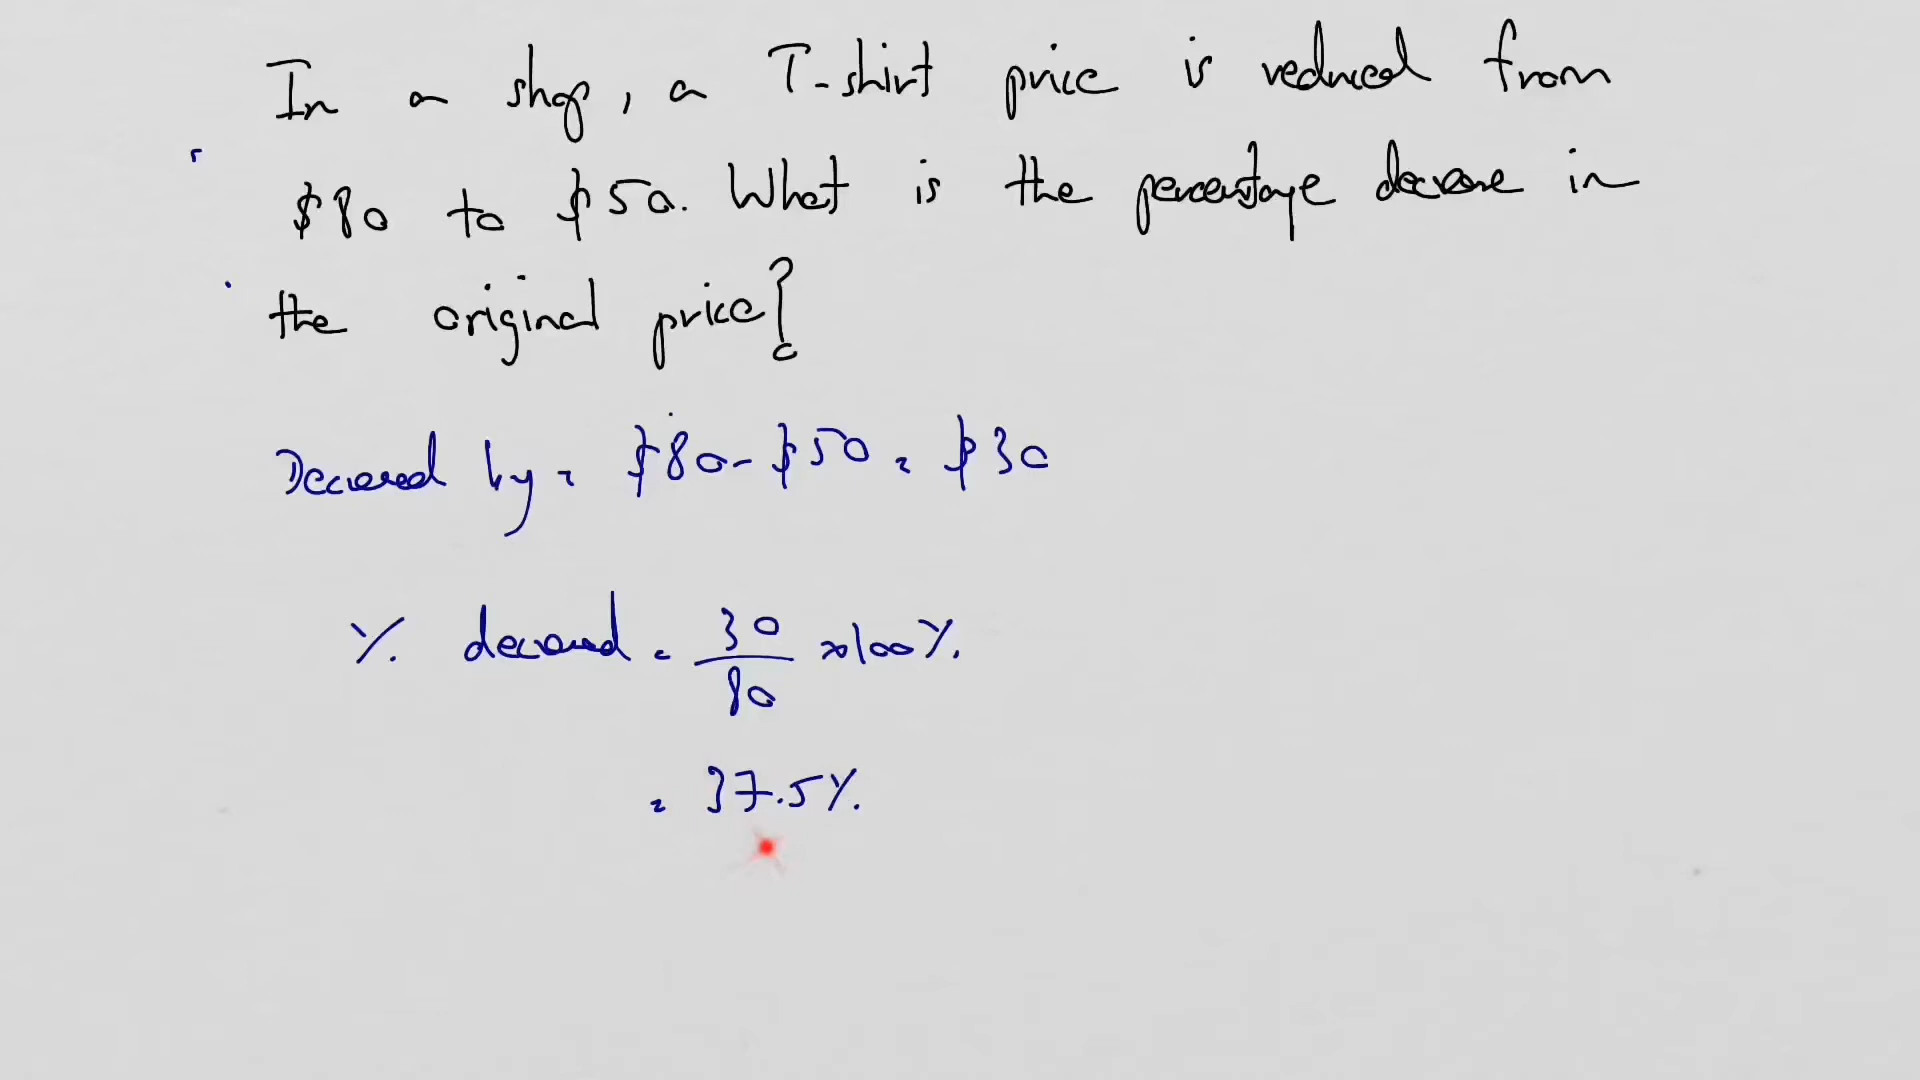 In a shop, a T-shirt price is reduced from
$80 to $50. What is the percentage decrease in
the original price?
Decreased by = $80 - $50 = $30
% decreased = 30/80 x100%
= 37.5%